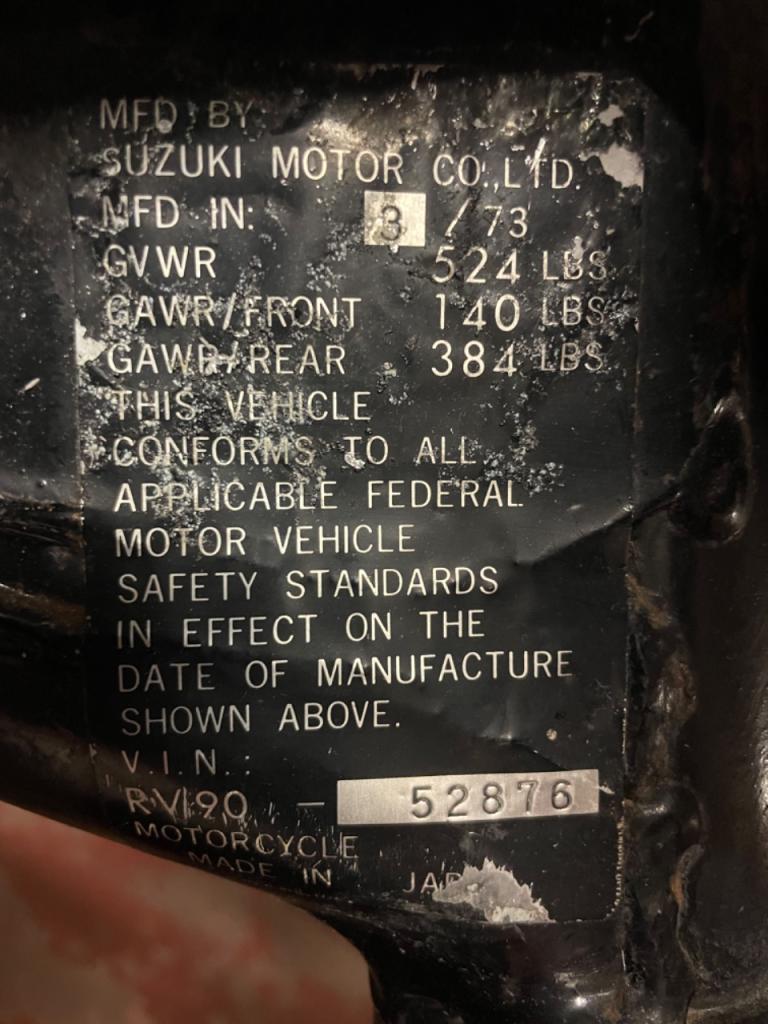 MFD BY
SUZUKI MOTOR CO., LTD.
MFD IN: 3 / 73
GVWR 524 LBS
GAWR/FRONT 140 LBS
GAWR/REAR 384 LBS
THIS VEHICLE
CONFORMS TO ALL
APPLICABLE FEDERAL
MOTOR VEHICLE
SAFETY STANDARDS
IN EFFECT ON THE
DATE OF MANUFACTURE
SHOWN ABOVE.
V.I.N.:
RV90 – 52876
MOTORCYCLE
MADE IN